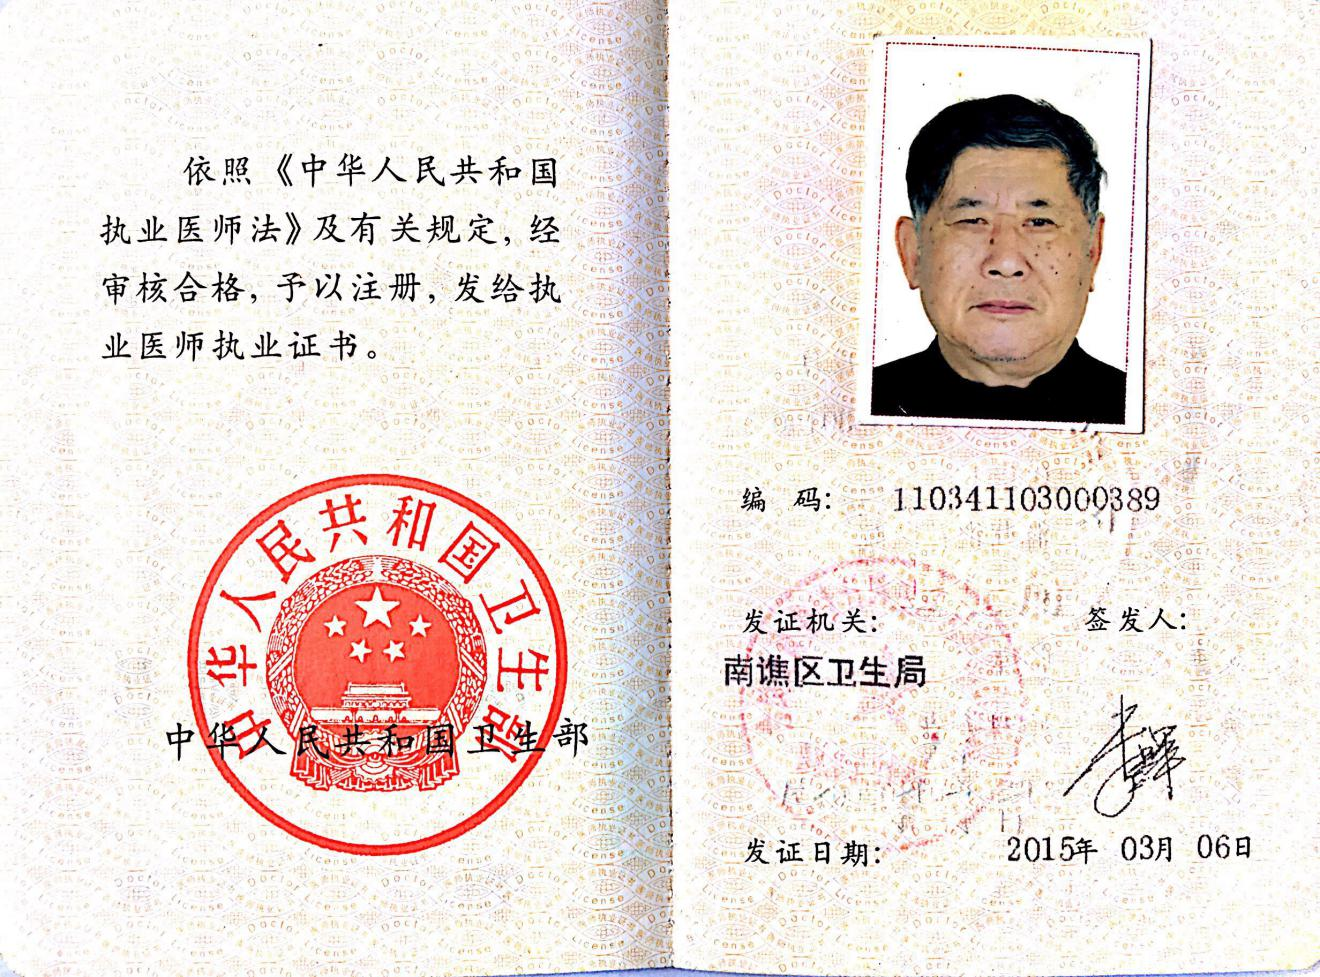 依照《中华人民共和国
执业医师法》及有关规定，经
审核合格，予以注册，发给执
业医师执业证书。
中华人民共和国卫生部
中华人民共和国卫生部
编 码: 110341103000389
发证机关:
签发人:
南谯区卫生局
发证日期: 2015年 03月 06日